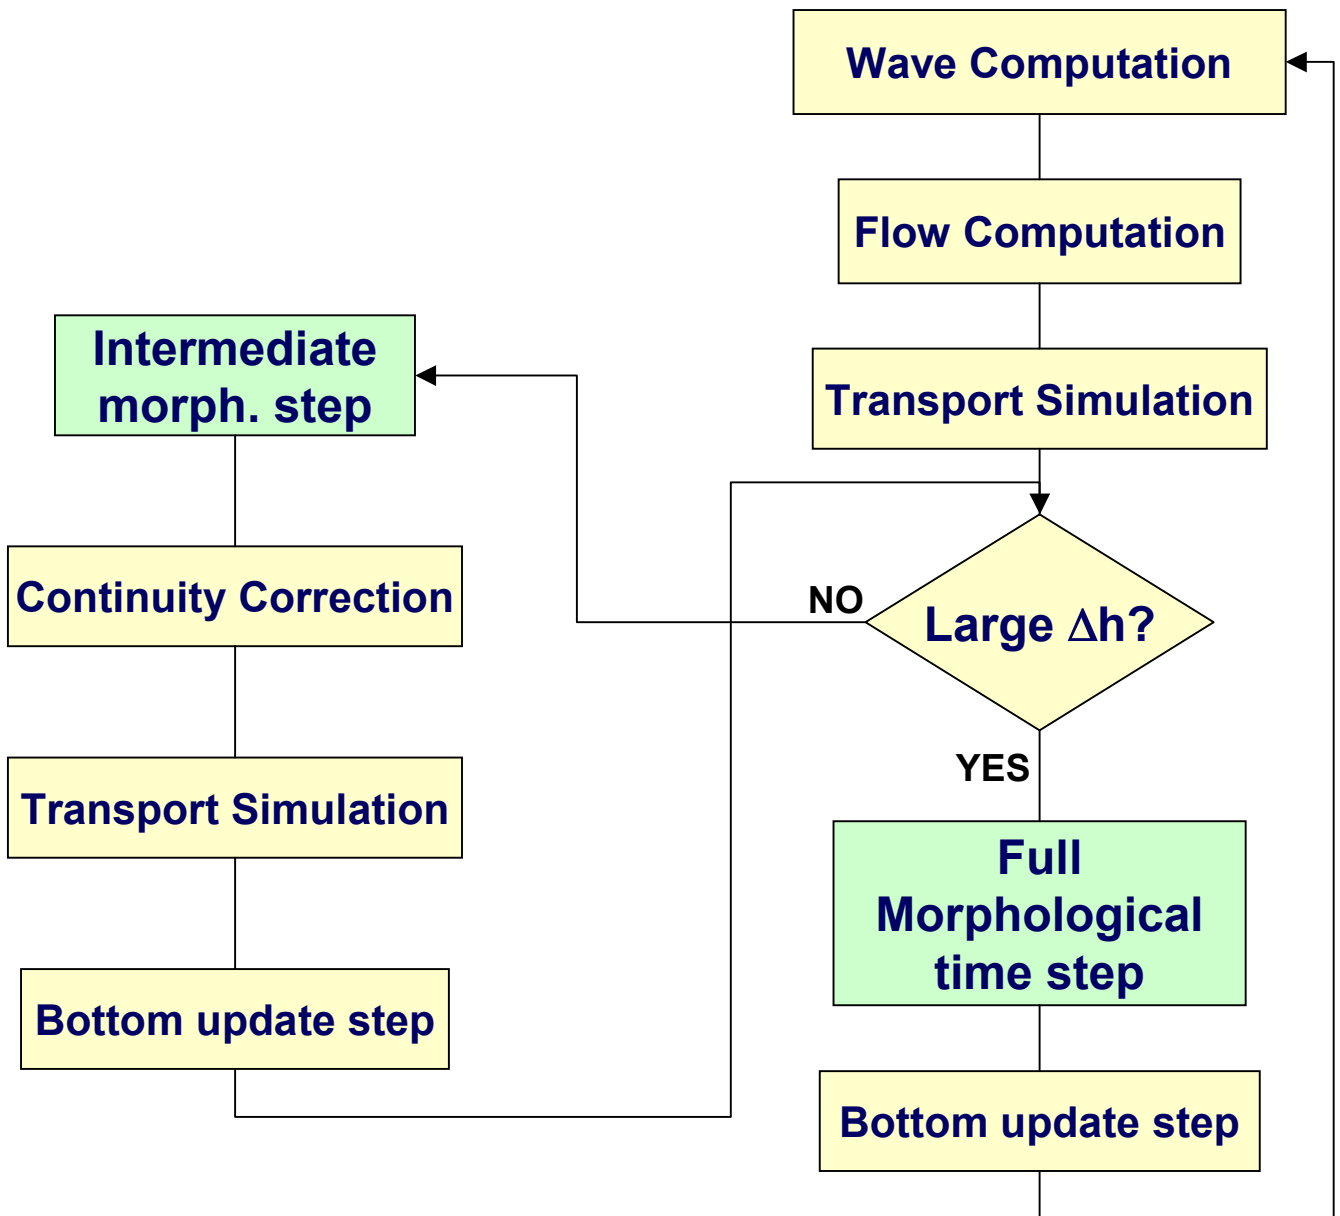 Wave Computation
Flow Computation
Intermediate
morph. step
Transport Simulation
Continuity Correction
NO
Large Δh?
YES
Transport Simulation
Full
Morphological
time step
Bottom update step
Bottom update step